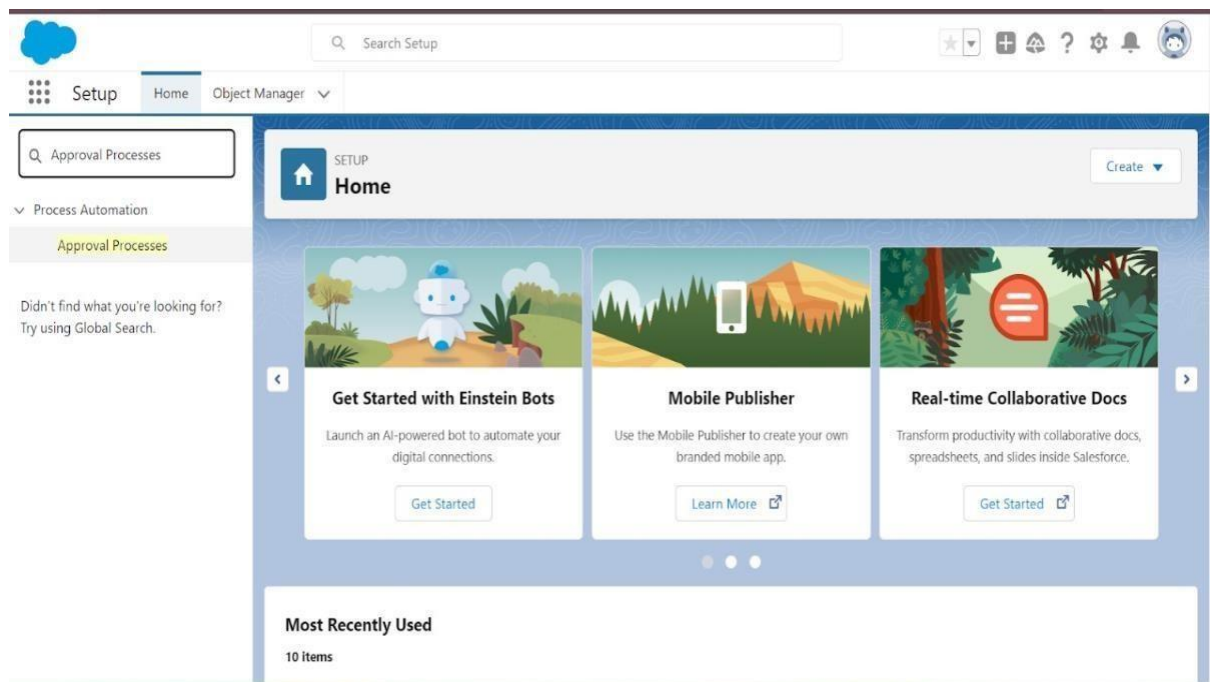 Search Setup
Setup
Home
Object Manager
Approval Processes
Process Automation
Approval Processes
Didn't find what you're looking for?
Try using Global Search.
SETUP
Home
Create
Get Started with Einstein Bots
Launch an AI-powered bot to automate your
digital connections.
Get Started
Mobile Publisher
Use the Mobile Publisher to create your own
branded mobile app.
Learn More
Real-time Collaborative Docs
Transform productivity with collaborative docs,
spreadsheets, and slides inside Salesforce.
Get Started
Most Recently Used
10 items